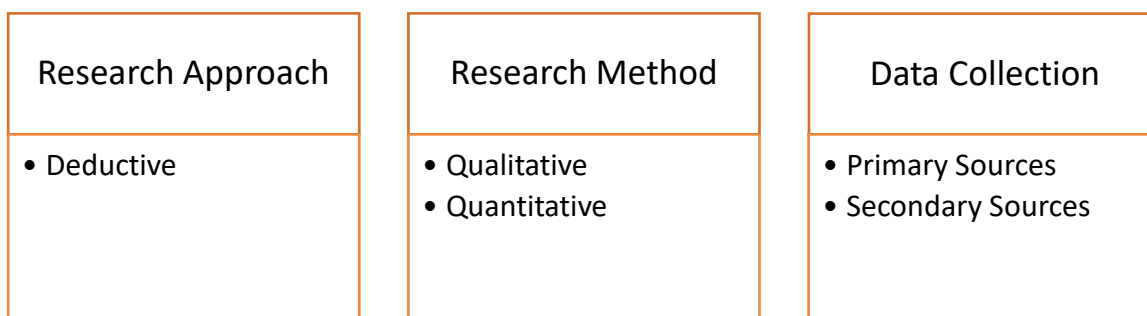 Research Approach
• Deductive
Research Method
• Qualitative
• Quantitative
Data Collection
• Primary Sources
• Secondary Sources